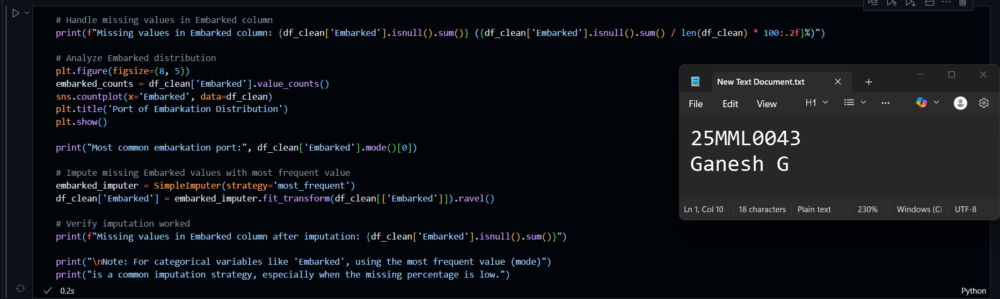 # Handle missing values in Embarked column
print(f"Missing values in Embarked column: {df_clean['Embarked'].isnull().sum()} ({df_clean['Embarked'].isnull().sum() / len(df_clean) * 100:.2f}%)")
# Analyze Embarked distribution
plt.figure(figsize=(8, 5))
embarked_counts = df_clean['Embarked'].value_counts()
sns.countplot(x='Embarked', data=df_clean)
plt.title('Port of Embarkation Distribution')
plt.show()
print("Most common embarkation port:", df_clean['Embarked'].mode()[0])
# Impute missing Embarked values with most frequent value
embarked_imputer = SimpleImputer(strategy='most_frequent')
df_clean['Embarked'] = embarked_imputer.fit_transform(df_clean[['Embarked']]).ravel()
# Verify imputation worked
print(f"Missing values in Embarked column after imputation: {df_clean['Embarked'].isnull().sum()}")
print("\nNote: For categorical variables like 'Embarked', using the most frequent value (mode)")
print("is a common imputation strategy, especially when the missing percentage is low.")
0.2s
Python
New Text Document.txt
File Edit View H1
25MML0043
Ganesh G
Ln 1, Col 10 18 characters Plain text 230% Windows (Cl UTF-8